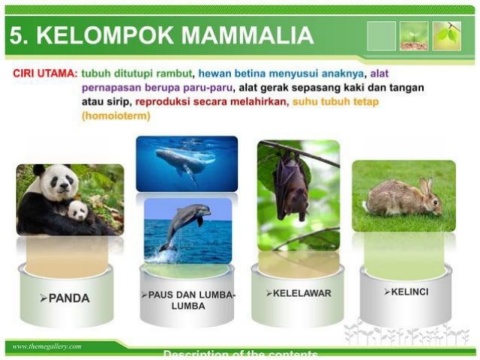 5. KELOMPOK MAMMALIA
CIRI UTAMA: tubuh ditutupi rambut, hewan betina menyusui anaknya, alat
pernapasan berupa paru-paru, alat gerak sepasang kaki dan tangan
atau sirip, reproduksi secara melahirkan, suhu tubuh tetap
(homoioterm)
➢PANDA
➢PAUS DAN LUMBA-
LUMBA
➢KELELAWAR
➢KELINCI
www.themegallery.com
Description of the contents